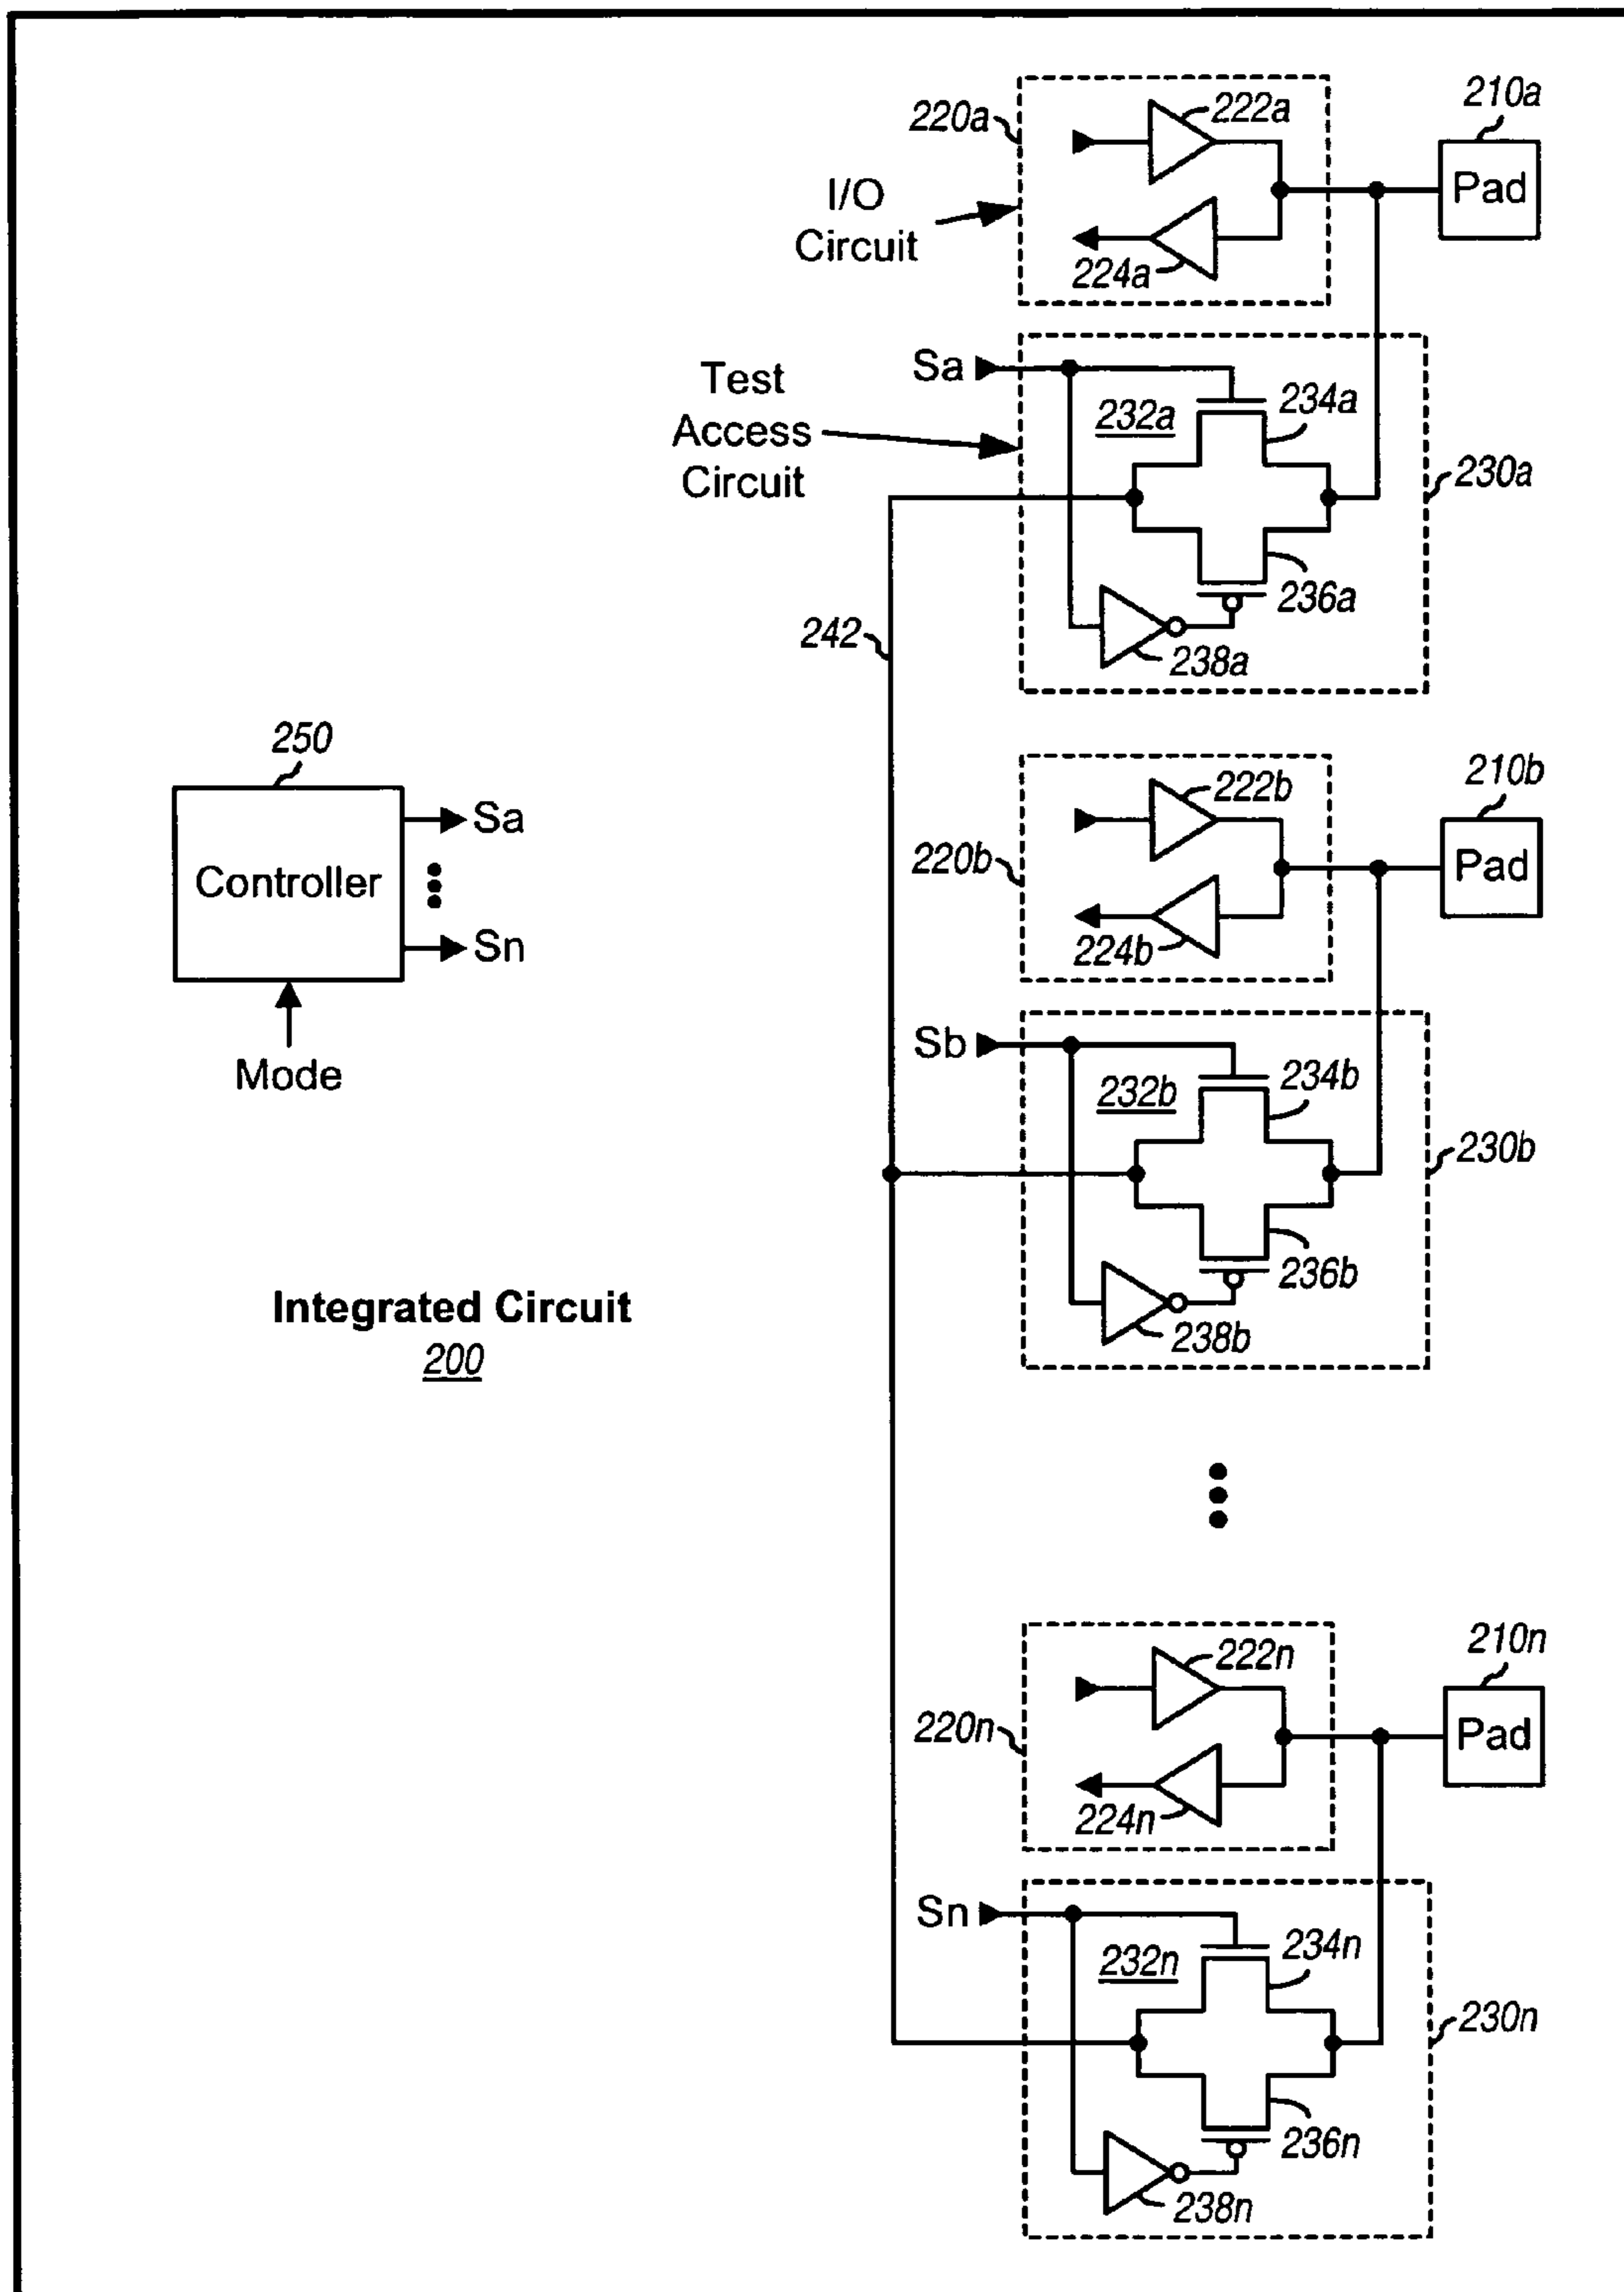 210a
222a
220a
Pad
I/O
Circuit
224a
Sa
Test
Access
Circuit
234a
232a
230a
236a
242
238a
250
Controller
Sa
Sn
Mode
210b
222b
220b
Pad
224b
Sb
234b
232b
230b
236b
238b
Integrated Circuit
200
210n
222n
220n
Pad
224n
Sn
234n
232n
230n
236n
238n